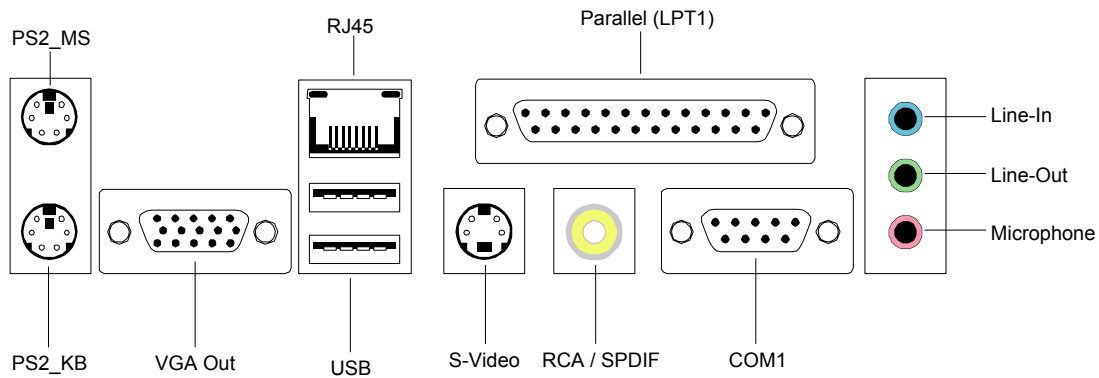 Parallel (LPT1)
RJ45
PS2_MS
Line-In
Line-Out
Microphone
PS2_KB
VGA Out
USB
S-Video
RCA / SPDIF
COM1